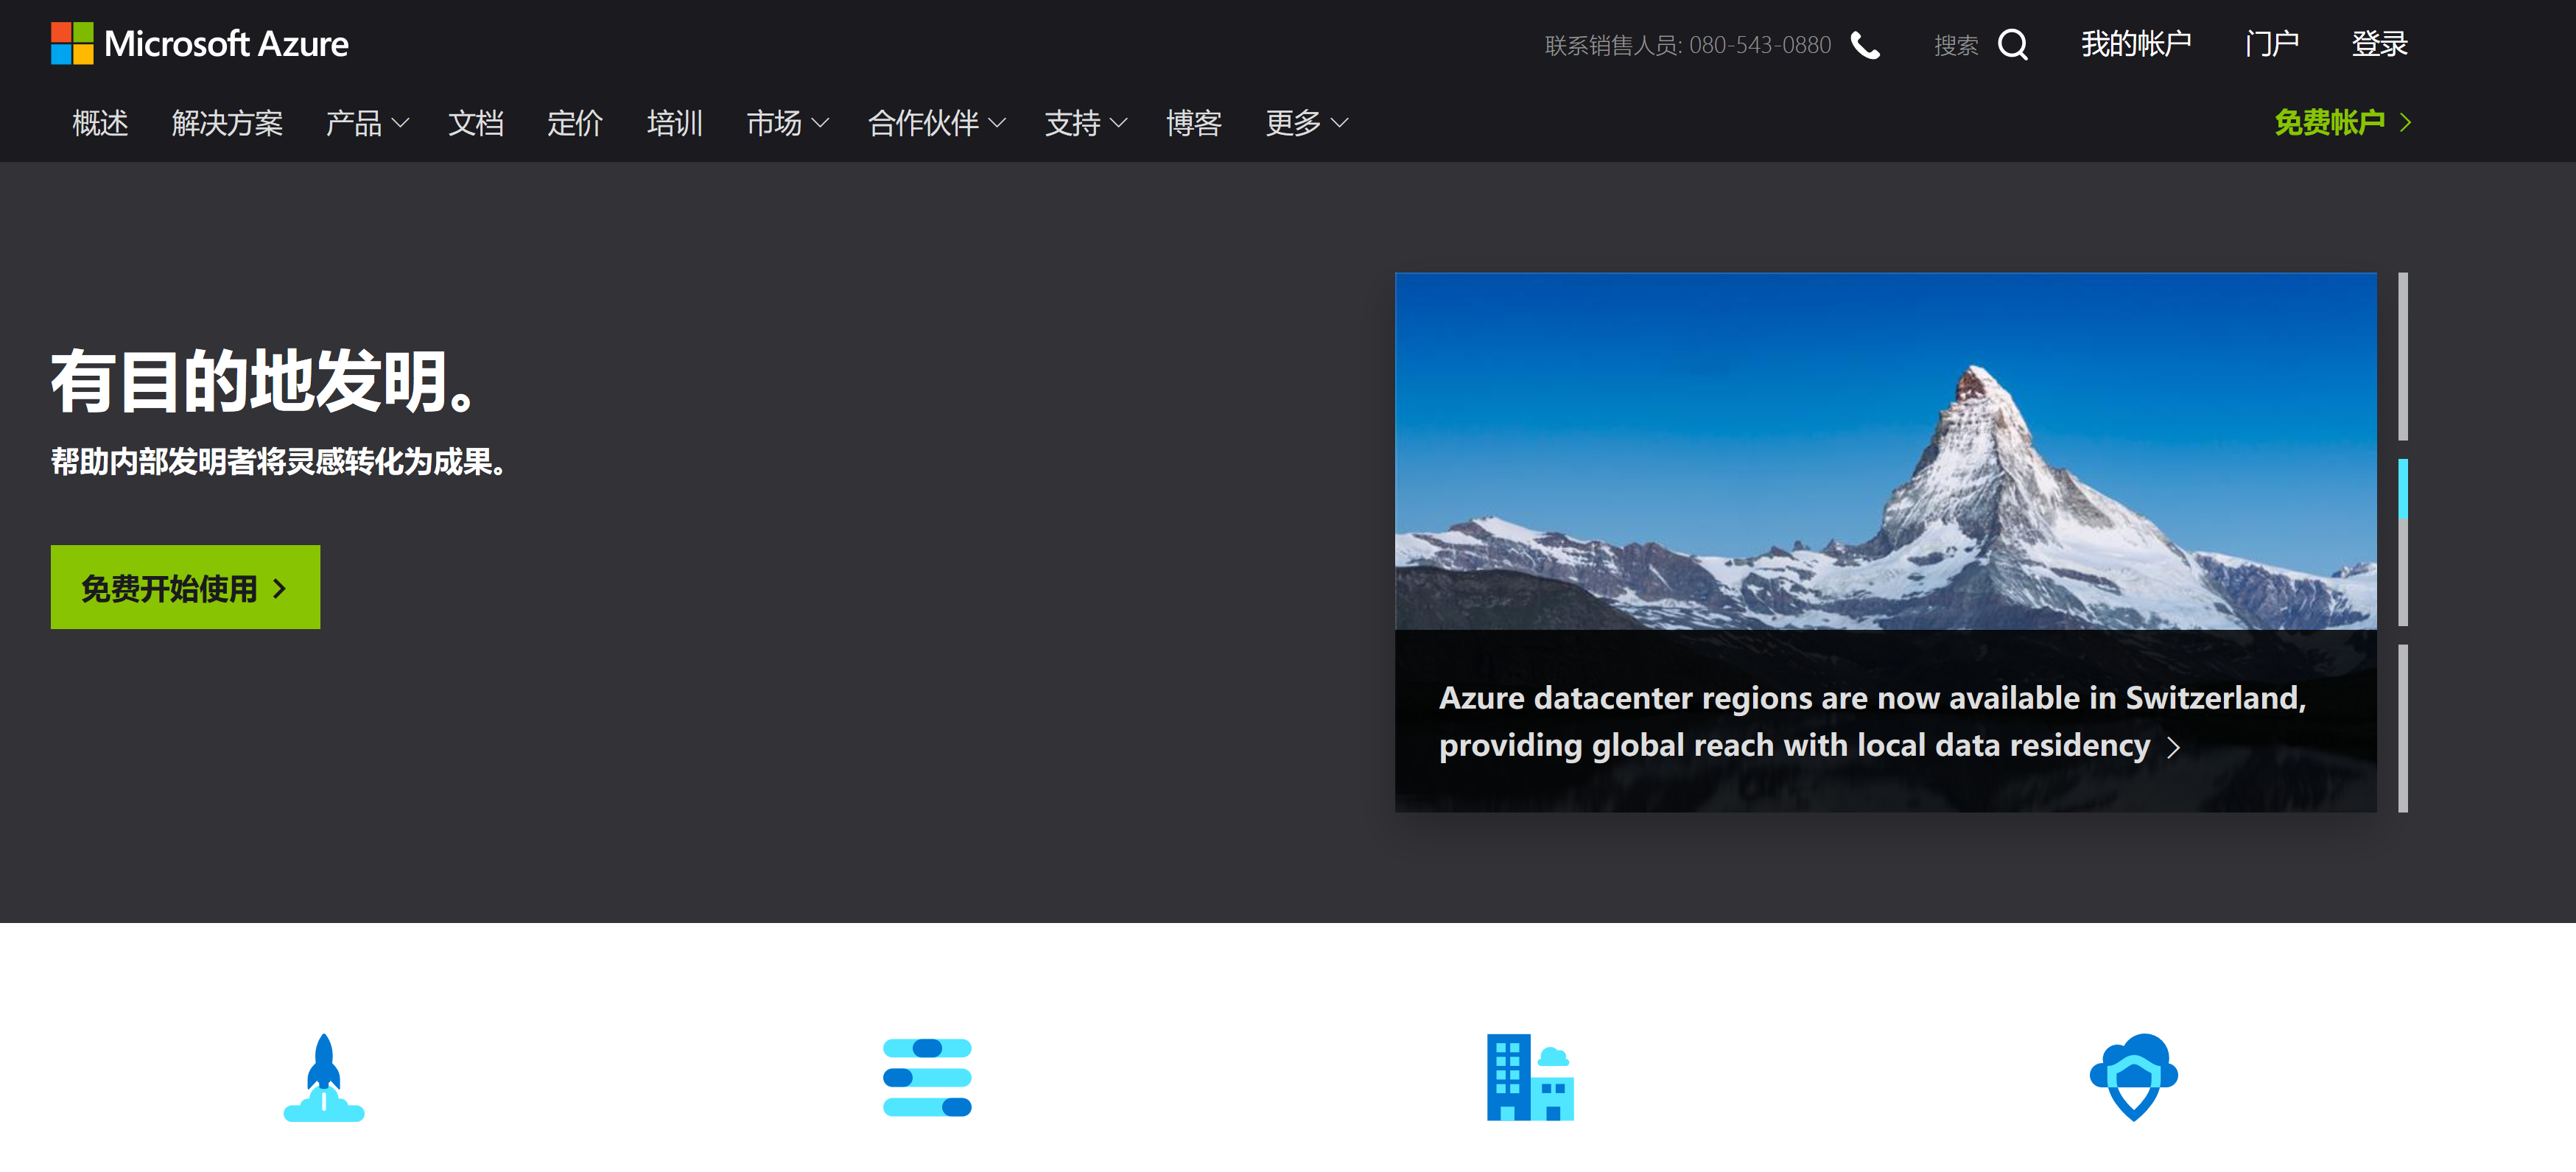 Microsoft Azure
联系销售人员: 080-543-0880
搜索
我的帐户
门户
登录
概述
解决方案
产品
文档
定价
培训
市场
合作伙伴
支持
博客
更多
免费帐户
有目的地发明。
帮助内部发明者将灵感转化为成果。
免费开始使用
Azure datacenter regions are now available in Switzerland,
providing global reach with local data residency